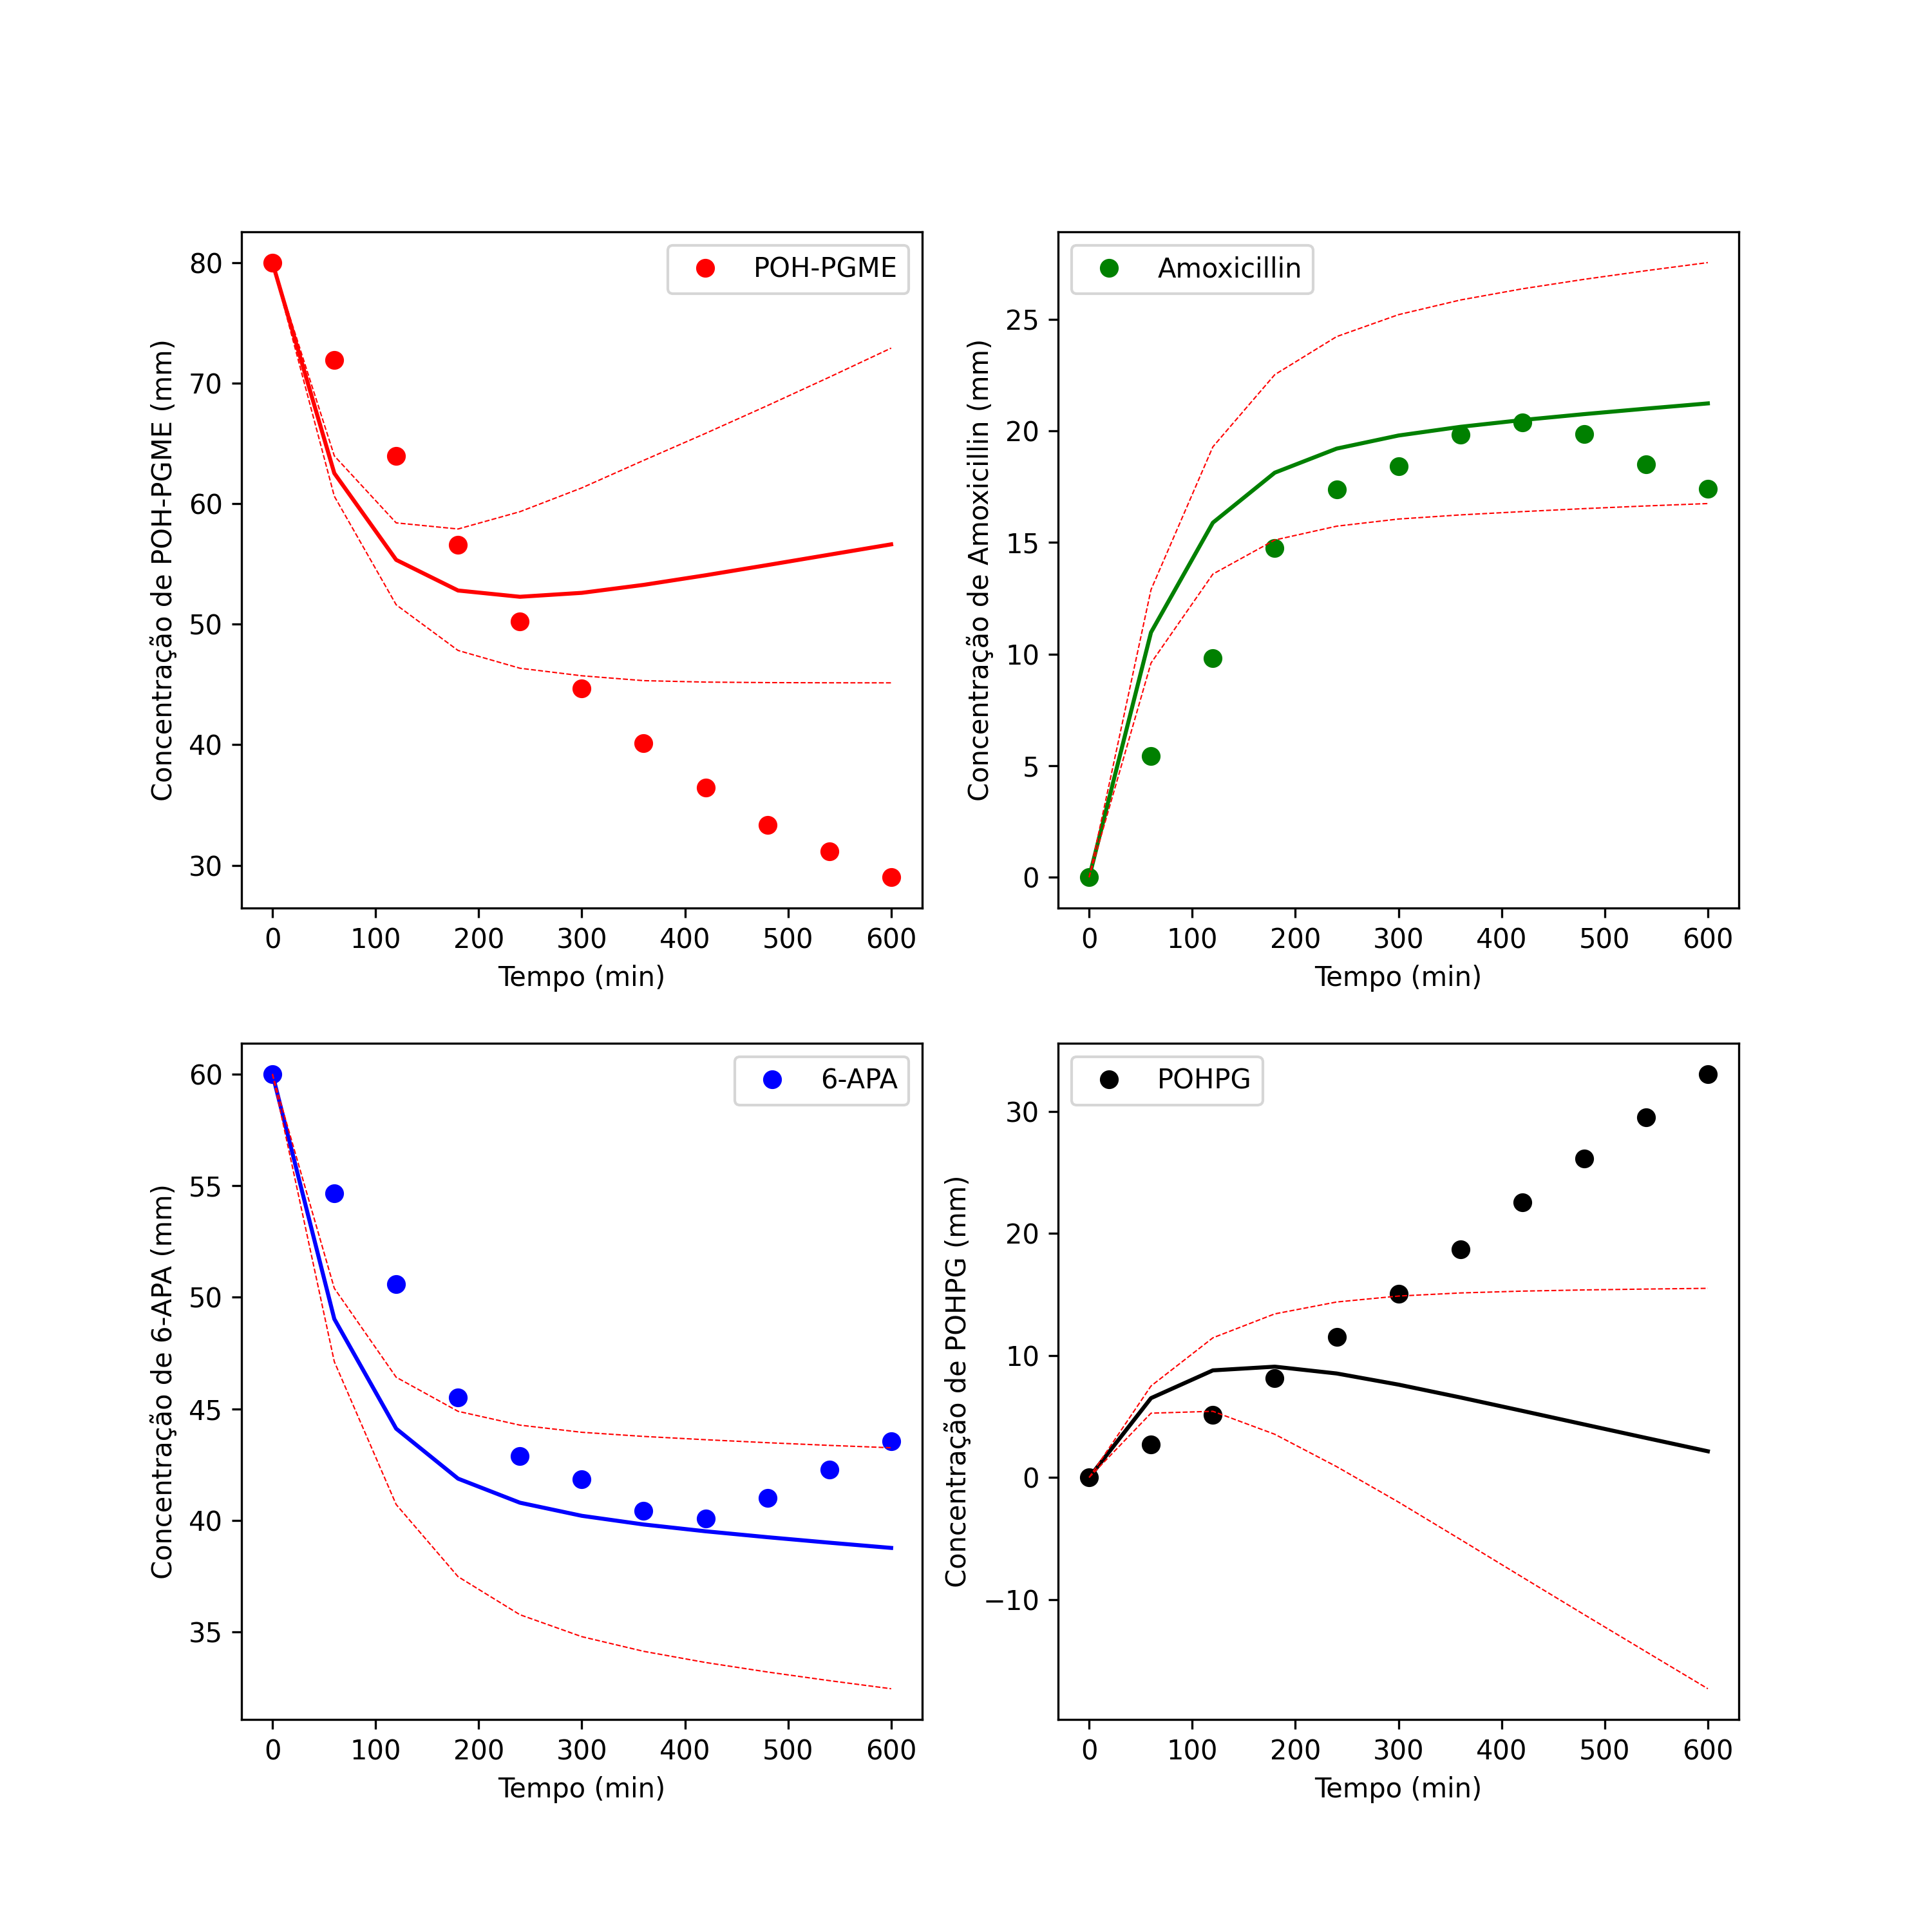 POH-PGME
Concentração de POH-PGME (mm)
80
70
60
50
40
30
0 100 200 300 400 500 600
Tempo (min)
Amoxicillin
Concentração de Amoxicillin (mm)
25
20
15
10
5
0
0 100 200 300 400 500 600
Tempo (min)
6-APA
Concentração de 6-APA (mm)
60
55
50
45
40
35
0 100 200 300 400 500 600
Tempo (min)
POHPG
Concentração de POHPG (mm)
30
20
10
0
−10
0 100 200 300 400 500 600
Tempo (min)